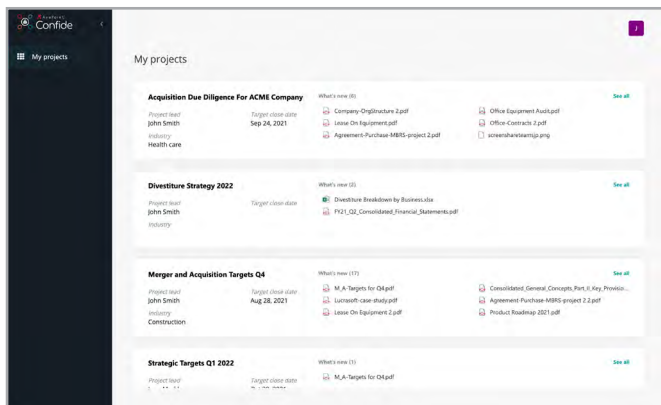 Axletree
Confide
My projects
J
My projects
Acquisition Due Diligence For ACME Company
Project lead
John Smith
Target close date
Sep 24, 2021
Industry
Health care
What's new (6)
See all
Company-OrgStructure 2.pdf
Lease On Equipment.pdf
Agreement-Purchase-MBRS-project 2.pdf
Office Equipment Audit.pdf
Office-Contracts 2.pdf
screenshareteamsjp.png
Divestiture Strategy 2022
Project lead
John Smith
Target close date
Industry
What's new (2)
See all
Divestiture Breakdown by Business.xlsx
FY21_Q2_Consolidated_Financial_Statements.pdf
Merger and Acquisition Targets Q4
Project lead
John Smith
Target close date
Aug 28, 2021
Industry
Construction
What's new (17)
See all
M_A-Targets for Q4.pdf
Lucrasoft-case-study.pdf
Lease On Equipment 2.pdf
Consolidated_General_Concepts_Part_II_Key_Proviso...
Agreement-Purchase-MBRS-project 2 2.pdf
Product Roadmap 2021.pdf
Strategic Targets Q1 2022
Project lead
Target close date
What's new (1)
See all
M_A-Targets for Q4.pdf